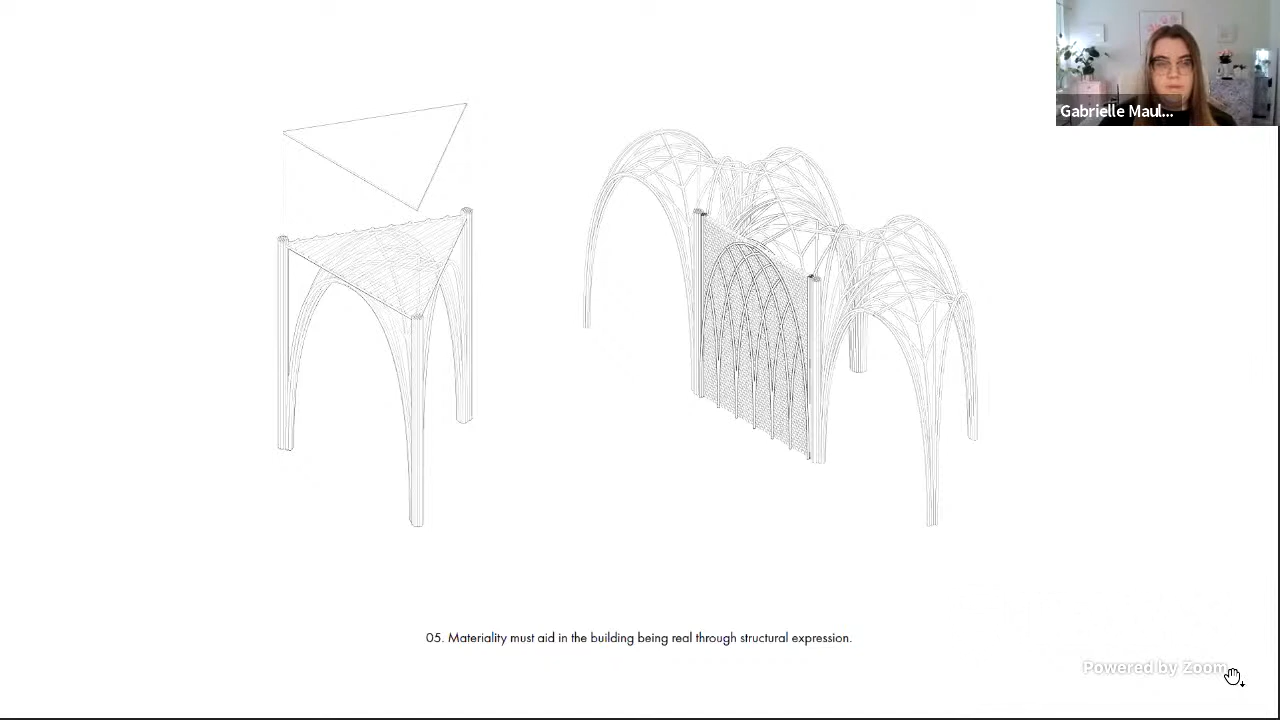 Gabrielle Maul...
05. Materiality must aid in the building being real through structural expression.
Powered by Zoom